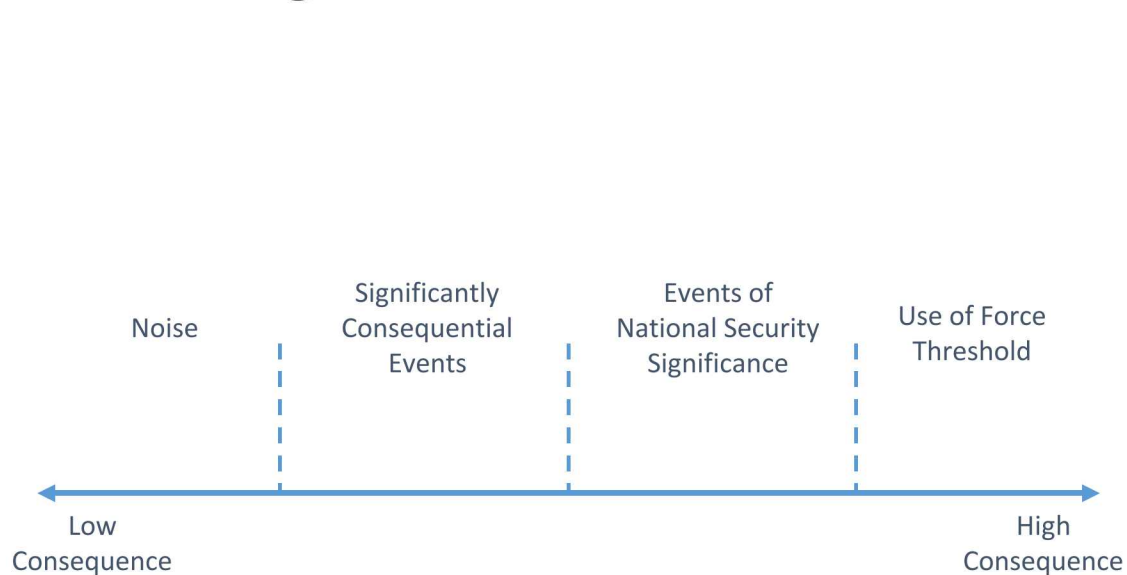 Noise
Significantly
Consequential
Events
Events of
National Security
Significance
Use of Force
Threshold
Low
Consequence
High
Consequence